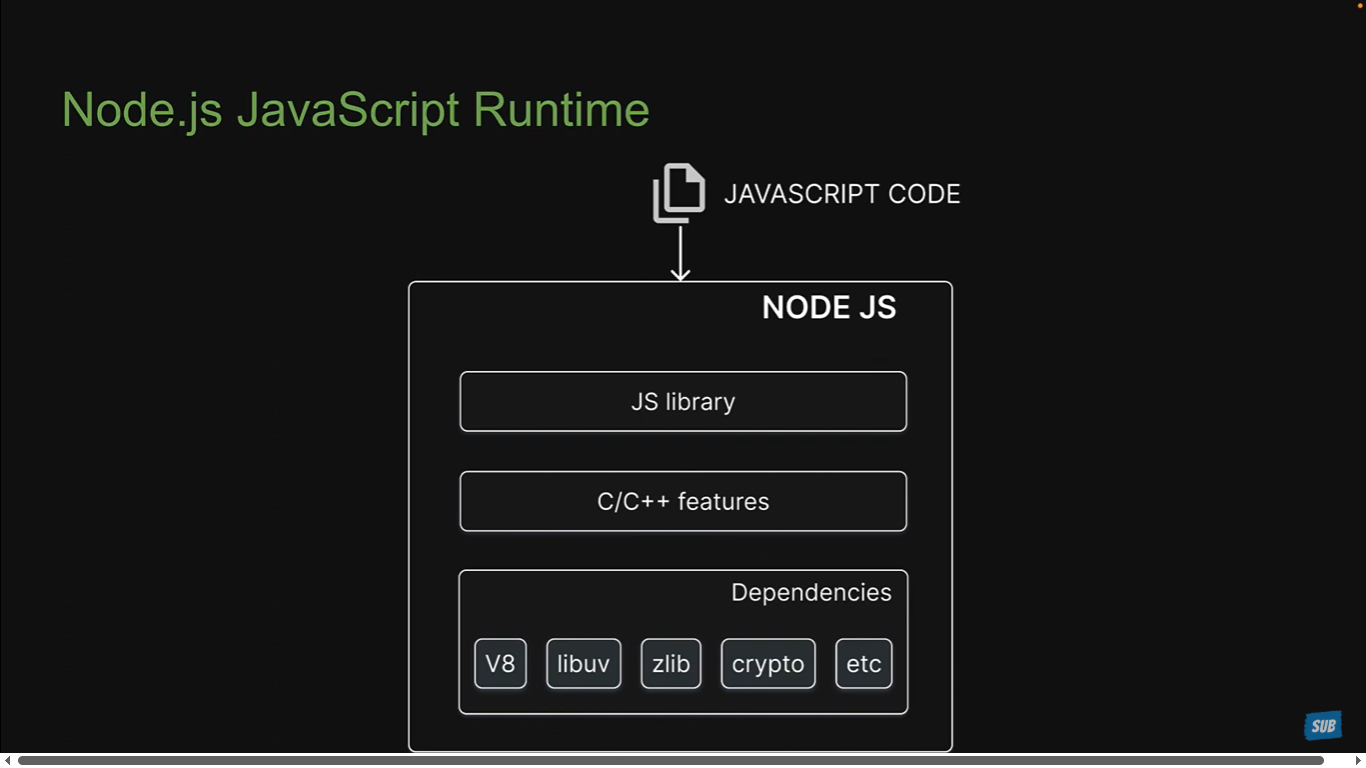 Node.js JavaScript Runtime
JAVASCRIPT CODE
NODE JS
JS library
C/C++ features
Dependencies
V8 libuv zlib crypto etc
SUB